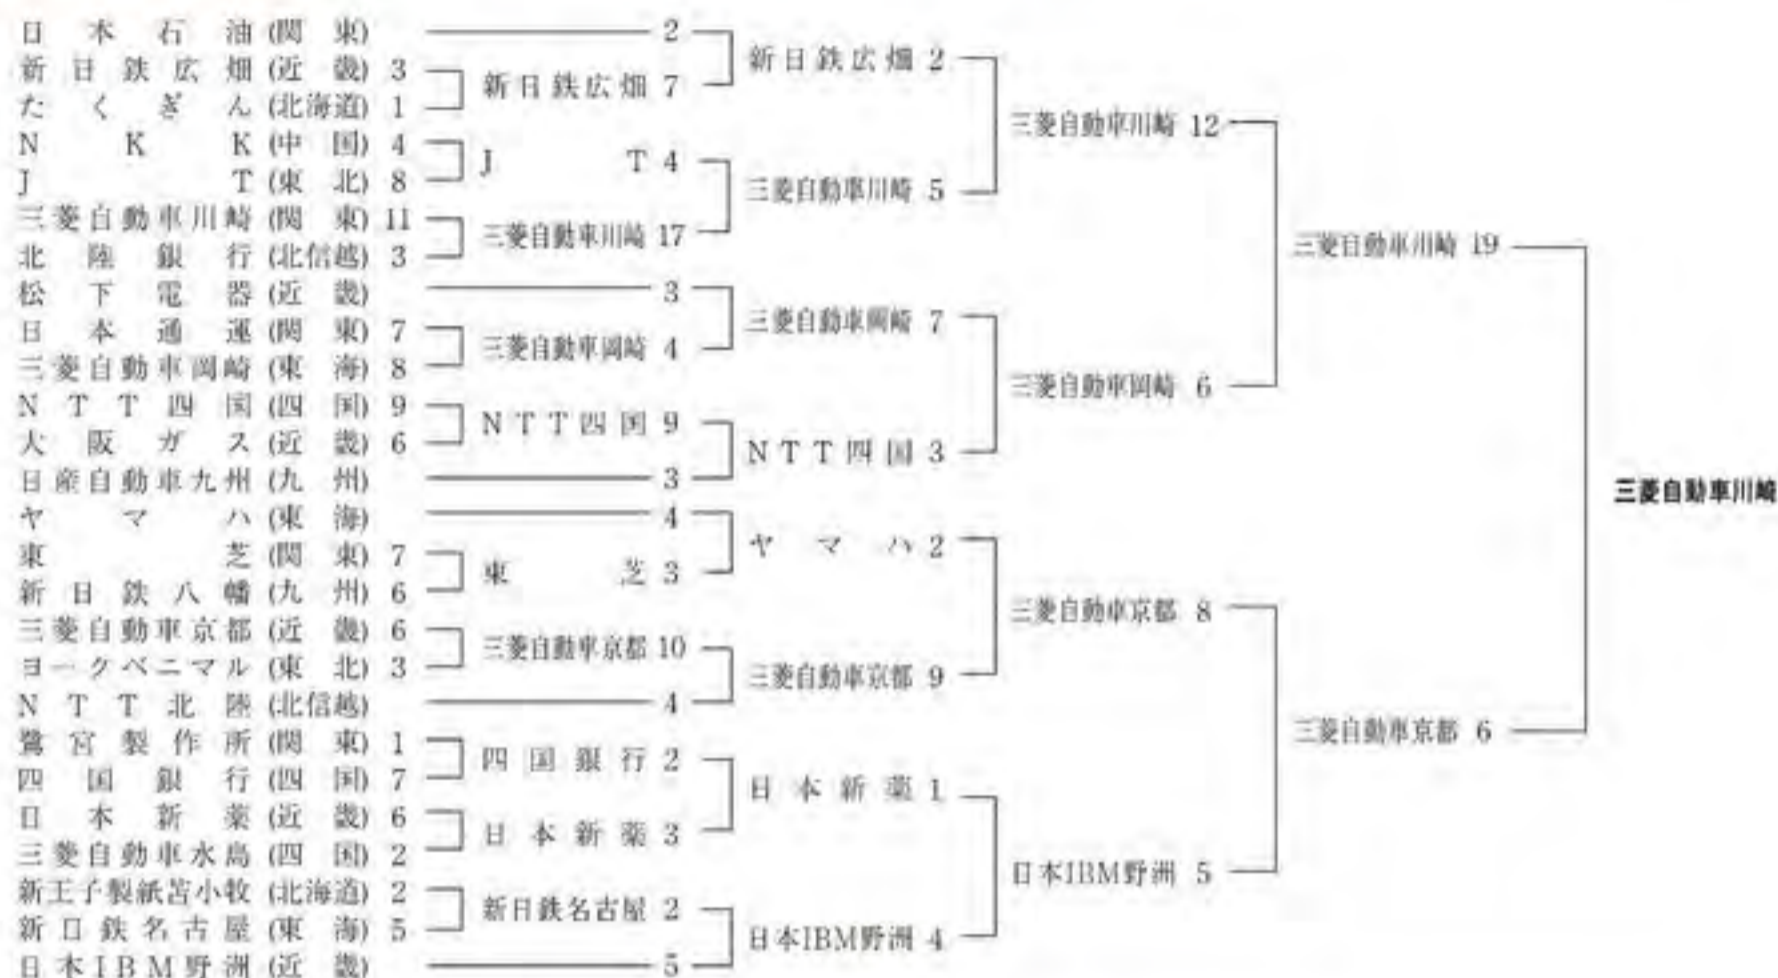 日本石油 (関東) 2
新日鉄広畑 (近畿) 3
たくぎん (北海道) 1
NKK (中国) 4
JT (東北) 8
三菱自動車川崎 (関東) 11
北陸銀行 (北信越) 3
松下電器 (近畿) 3
日本通運 (関東) 7
三菱自動車岡崎 (東海) 8
NTT四国 (四国) 9
大阪ガス (近畿) 6
日産自動車九州 (九州) 3
ヤマハ (東海) 4
東芝 (関東) 7
新日鉄八幡 (九州) 6
三菱自動車京都 (近畿) 6
ヨークベニマル (東北) 3
NTT北陸 (北信越) 4
鷺宮製作所 (関東) 1
四国銀行 (四国) 7
日本新薬 (近畿) 6
三菱自動車水島 (四国) 2
新王子製紙苫小牧 (北海道) 2
新日鉄名古屋 (東海) 5
日本IBM野洲 (近畿) 5
新日鉄広畑 7
JT 4
三菱自動車川崎 17
三菱自動車岡崎 4
NTT四国 9
東芝 3
三菱自動車京都 10
四国銀行 2
日本新薬 3
新日鉄名古屋 2
新日鉄広畑 2
三菱自動車川崎 5
三菱自動車岡崎 7
NTT四国 3
ヤマハ 2
三菱自動車京都 9
日本新薬 1
日本IBM野洲 4
三菱自動車川崎 12
三菱自動車岡崎 6
三菱自動車京都 8
日本IBM野洲 5
三菱自動車川崎 19
三菱自動車京都 6
三菱自動車川崎